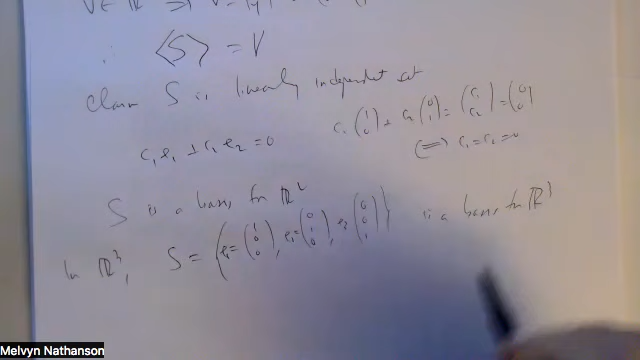 ∴ ⟨S⟩ = V
Claim S is linearly independent set
c₁e₁ + c₂e₂ = 0
c₁(1 0) + c₂(0 1) = (c₁ c₂) = (0 0)
⟺ c₁ = c₂ = 0
S is a basis for ℝ²
In ℝ³, S = { e₁ = (1 0 0), e₂ = (0 1 0), e₃ (0 0 1) } is a basis for ℝ³
Melvyn Nathanson